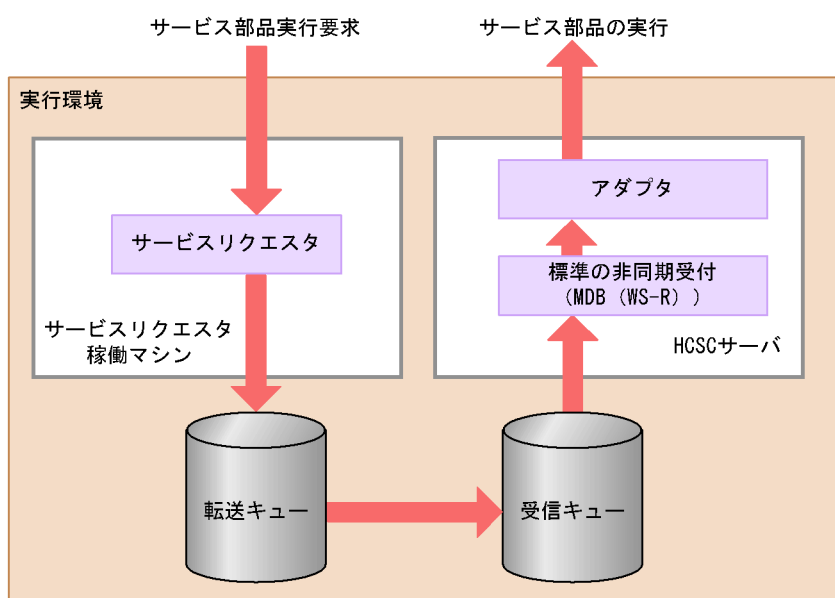 サービス部品実行要求
サービス部品の実行
実行環境
サービスリクエスタ
サービスリクエスタ
稼働マシン
アダプタ
標準の非同期受付
（MDB（WS-R））
HCSCサーバ
転送キュー
受信キュー